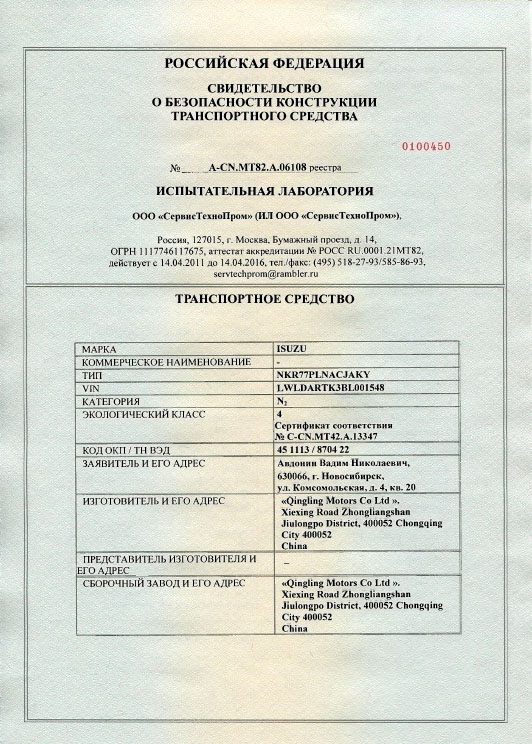 РОССИЙСКАЯ ФЕДЕРАЦИЯ
СВИДЕТЕЛЬСТВО
О БЕЗОПАСНОСТИ КОНСТРУКЦИИ
ТРАНСПОРТНОГО СРЕДСТВА
0100450
№ A-CN.MT82.A.06108 реестра
ИСПЫТАТЕЛЬНАЯ ЛАБОРАТОРИЯ
ООО «СервисТехноПром» (ИЛ ООО «СервисТехноПром»),
Россия, 127015, г. Москва, Бумажный проезд, д. 14,
ОГРН 1117746117675, аттестат аккредитации № РОСС RU.0001.21МТ82,
действует с 14.04.2011 до 14.04.2016, тел./факс: (495) 518-27-93/585-86-93,
servtechprom@rambler.ru
ТРАНСПОРТНОЕ СРЕДСТВО
МАРКА ISUZU
КОММЕРЧЕСКОЕ НАИМЕНОВАНИЕ -
ТИП NKR77PLNACJAKY
VIN LWLDARTK3BL001548
КАТЕГОРИЯ N₂
ЭКОЛОГИЧЕСКИЙ КЛАСС 4
Сертификат соответствия
№ C-CN.MT42.A.13347
КОД ОКП / ТН ВЭД 45 1113 / 8704 22
ЗАЯВИТЕЛЬ И ЕГО АДРЕС Авдонин Вадим Николаевич,
630066, г. Новосибирск,
ул. Комсомольская, д. 4, кв. 20
ИЗГОТОВИТЕЛЬ И ЕГО АДРЕС «Qingling Motors Co Ltd ».
Xiexing Road Zhongliangshan
Jiulongpo District, 400052 Chongqing
City 400052
China
ПРЕДСТАВИТЕЛЬ ИЗГОТОВИТЕЛЯ И –
ЕГО АДРЕС
СБОРОЧНЫЙ ЗАВОД И ЕГО АДРЕС «Qingling Motors Co Ltd ».
Xiexing Road Zhongliangshan
Jiulongpo District, 400052 Chongqing
City 400052
China